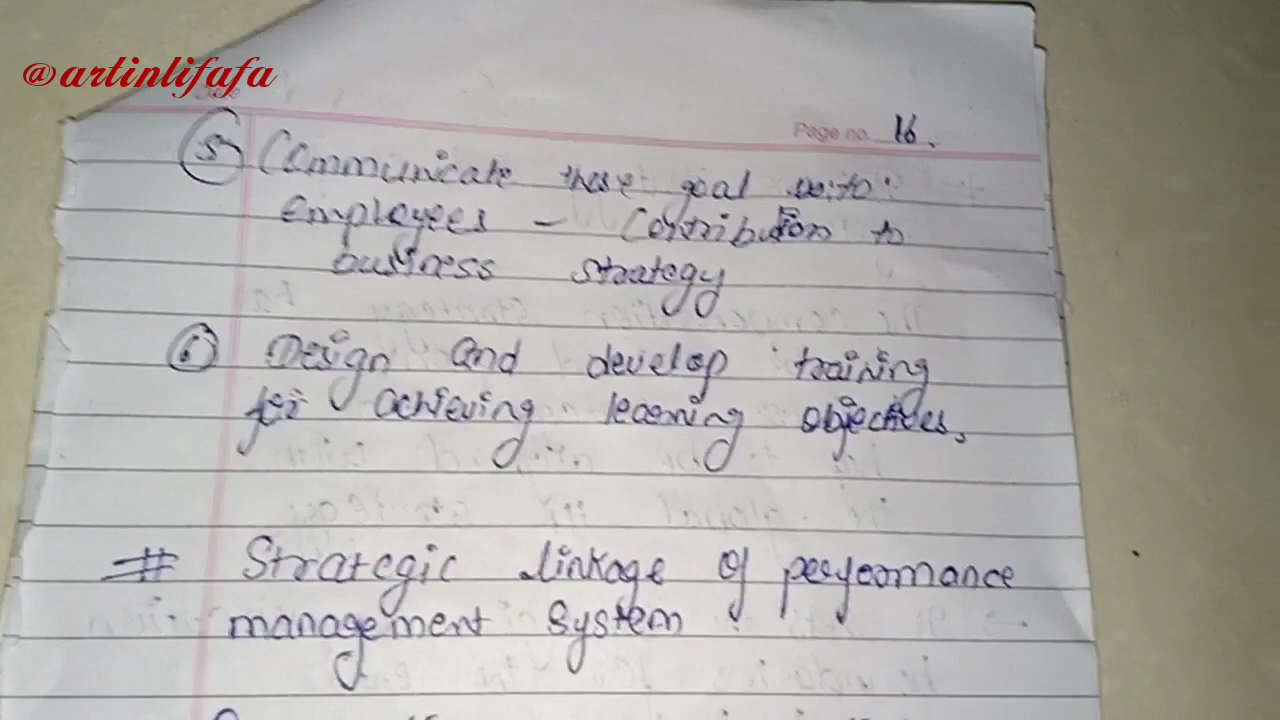 @artinlifafa
Page no. 16.
5 Communicate these goal with
Employees - Contribution to
business strategy
6 Design and develop training
for achieving learning objectives.
# Strategic linkage of performance
management system